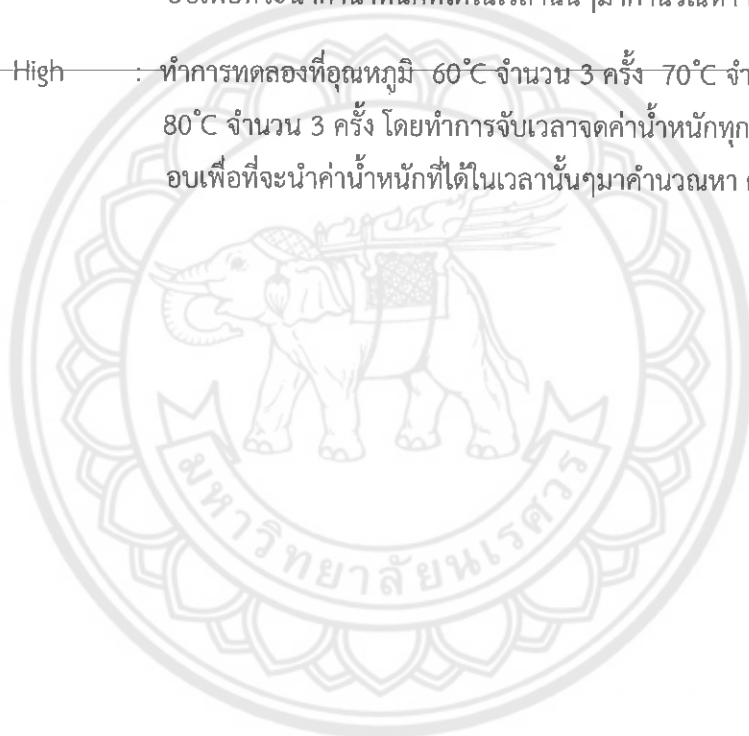 High : ทำการทดลองที่อุณหภูมิ 60°C จำนวน 3 ครั้ง 70°C
80°C จำนวน 3 ครั้ง โดยทำการจับเวลาจดค่าน้ำหนักทุก
อบเพื่อที่จะนำค่าน้ำหนักที่ได้ในเวลานั้นๆมาคำนวณหา
มหาวิทยาลัยนเรศวร